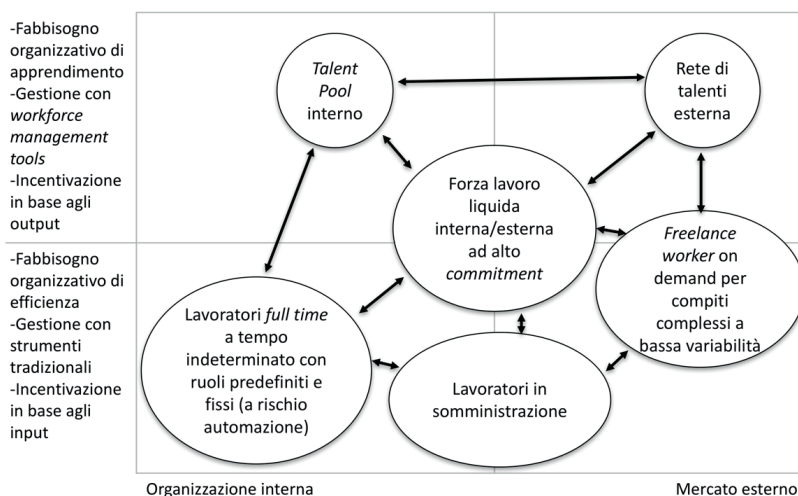 -Fabbisogno
organizzativo di
apprendimento
-Gestione con
workforce
management
tools
-Incentivazione
in base agli
output
Talent
Pool
interno
Rete di
talenti
esterna
Forza lavoro
liquida
interna/esterna
ad alto
commitment
-Fabbisogno
organizzativo di
efficienza
-Gestione con
strumenti
tradizionali
-Incentivazione
in base agli
input
Lavoratori full time
a tempo
indeterminato con
ruoli predefiniti e
fissi (a rischio
automazione)
Lavoratori in
somministrazione
Freelance
worker on
demand per
compiti
complessi a
bassa variabilità
Organizzazione interna
Mercato esterno